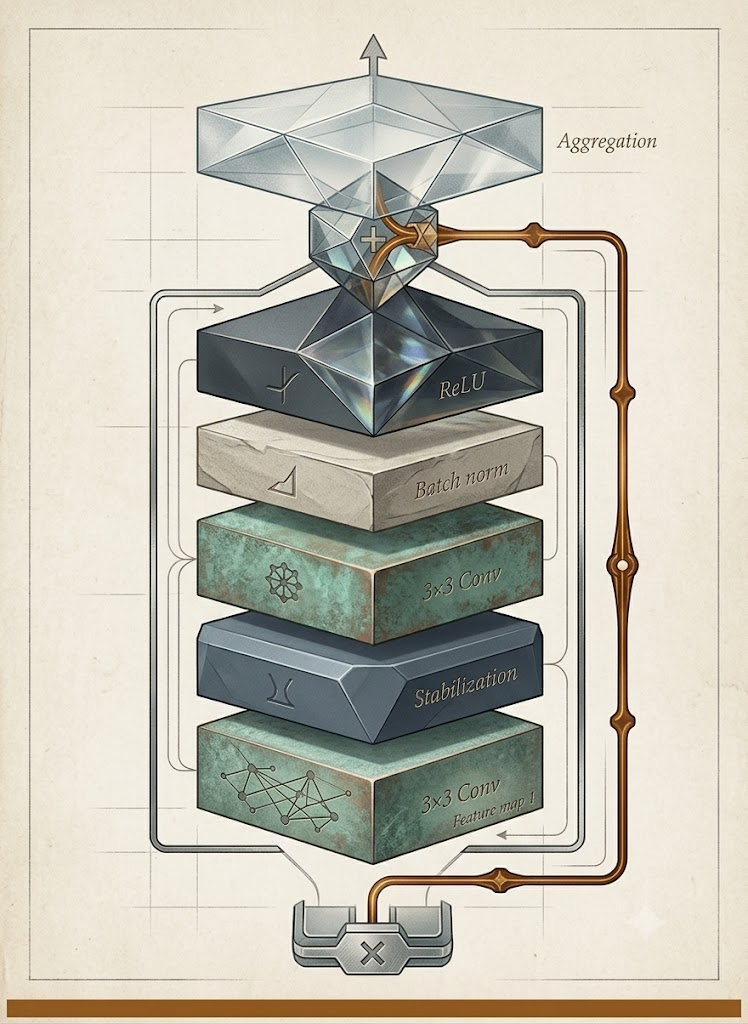 Aggregation
ReLU
Batch norm
3×3 Conv
Stabilization
3×3 Conv
Feature map 1